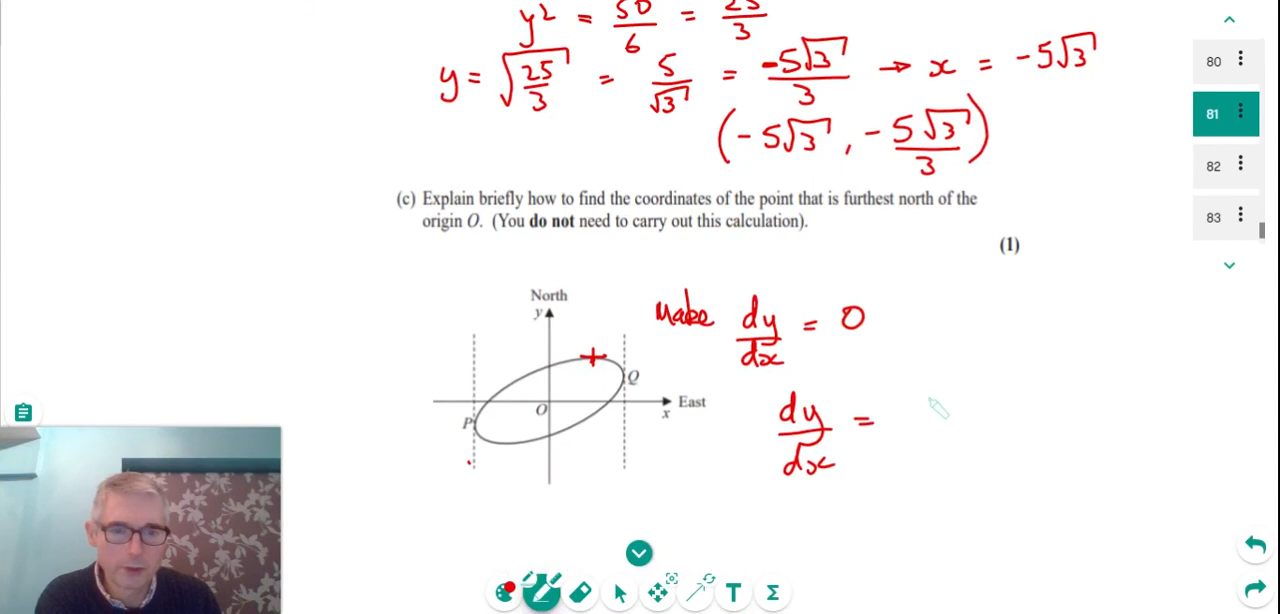 y² = 50/6 = 25/3
y = √(25/3) = 5/√3 = -5√3/3 → x = -5√3
(-5√3, -5√3/3)
(c) Explain briefly how to find the coordinates of the point that is furthest north of the
origin O. (You do not need to carry out this calculation).
(1)
North
y
Make dy/dx = 0
Q
O
x
East
P
dy/dx =
80
81
82
83
T
Σ